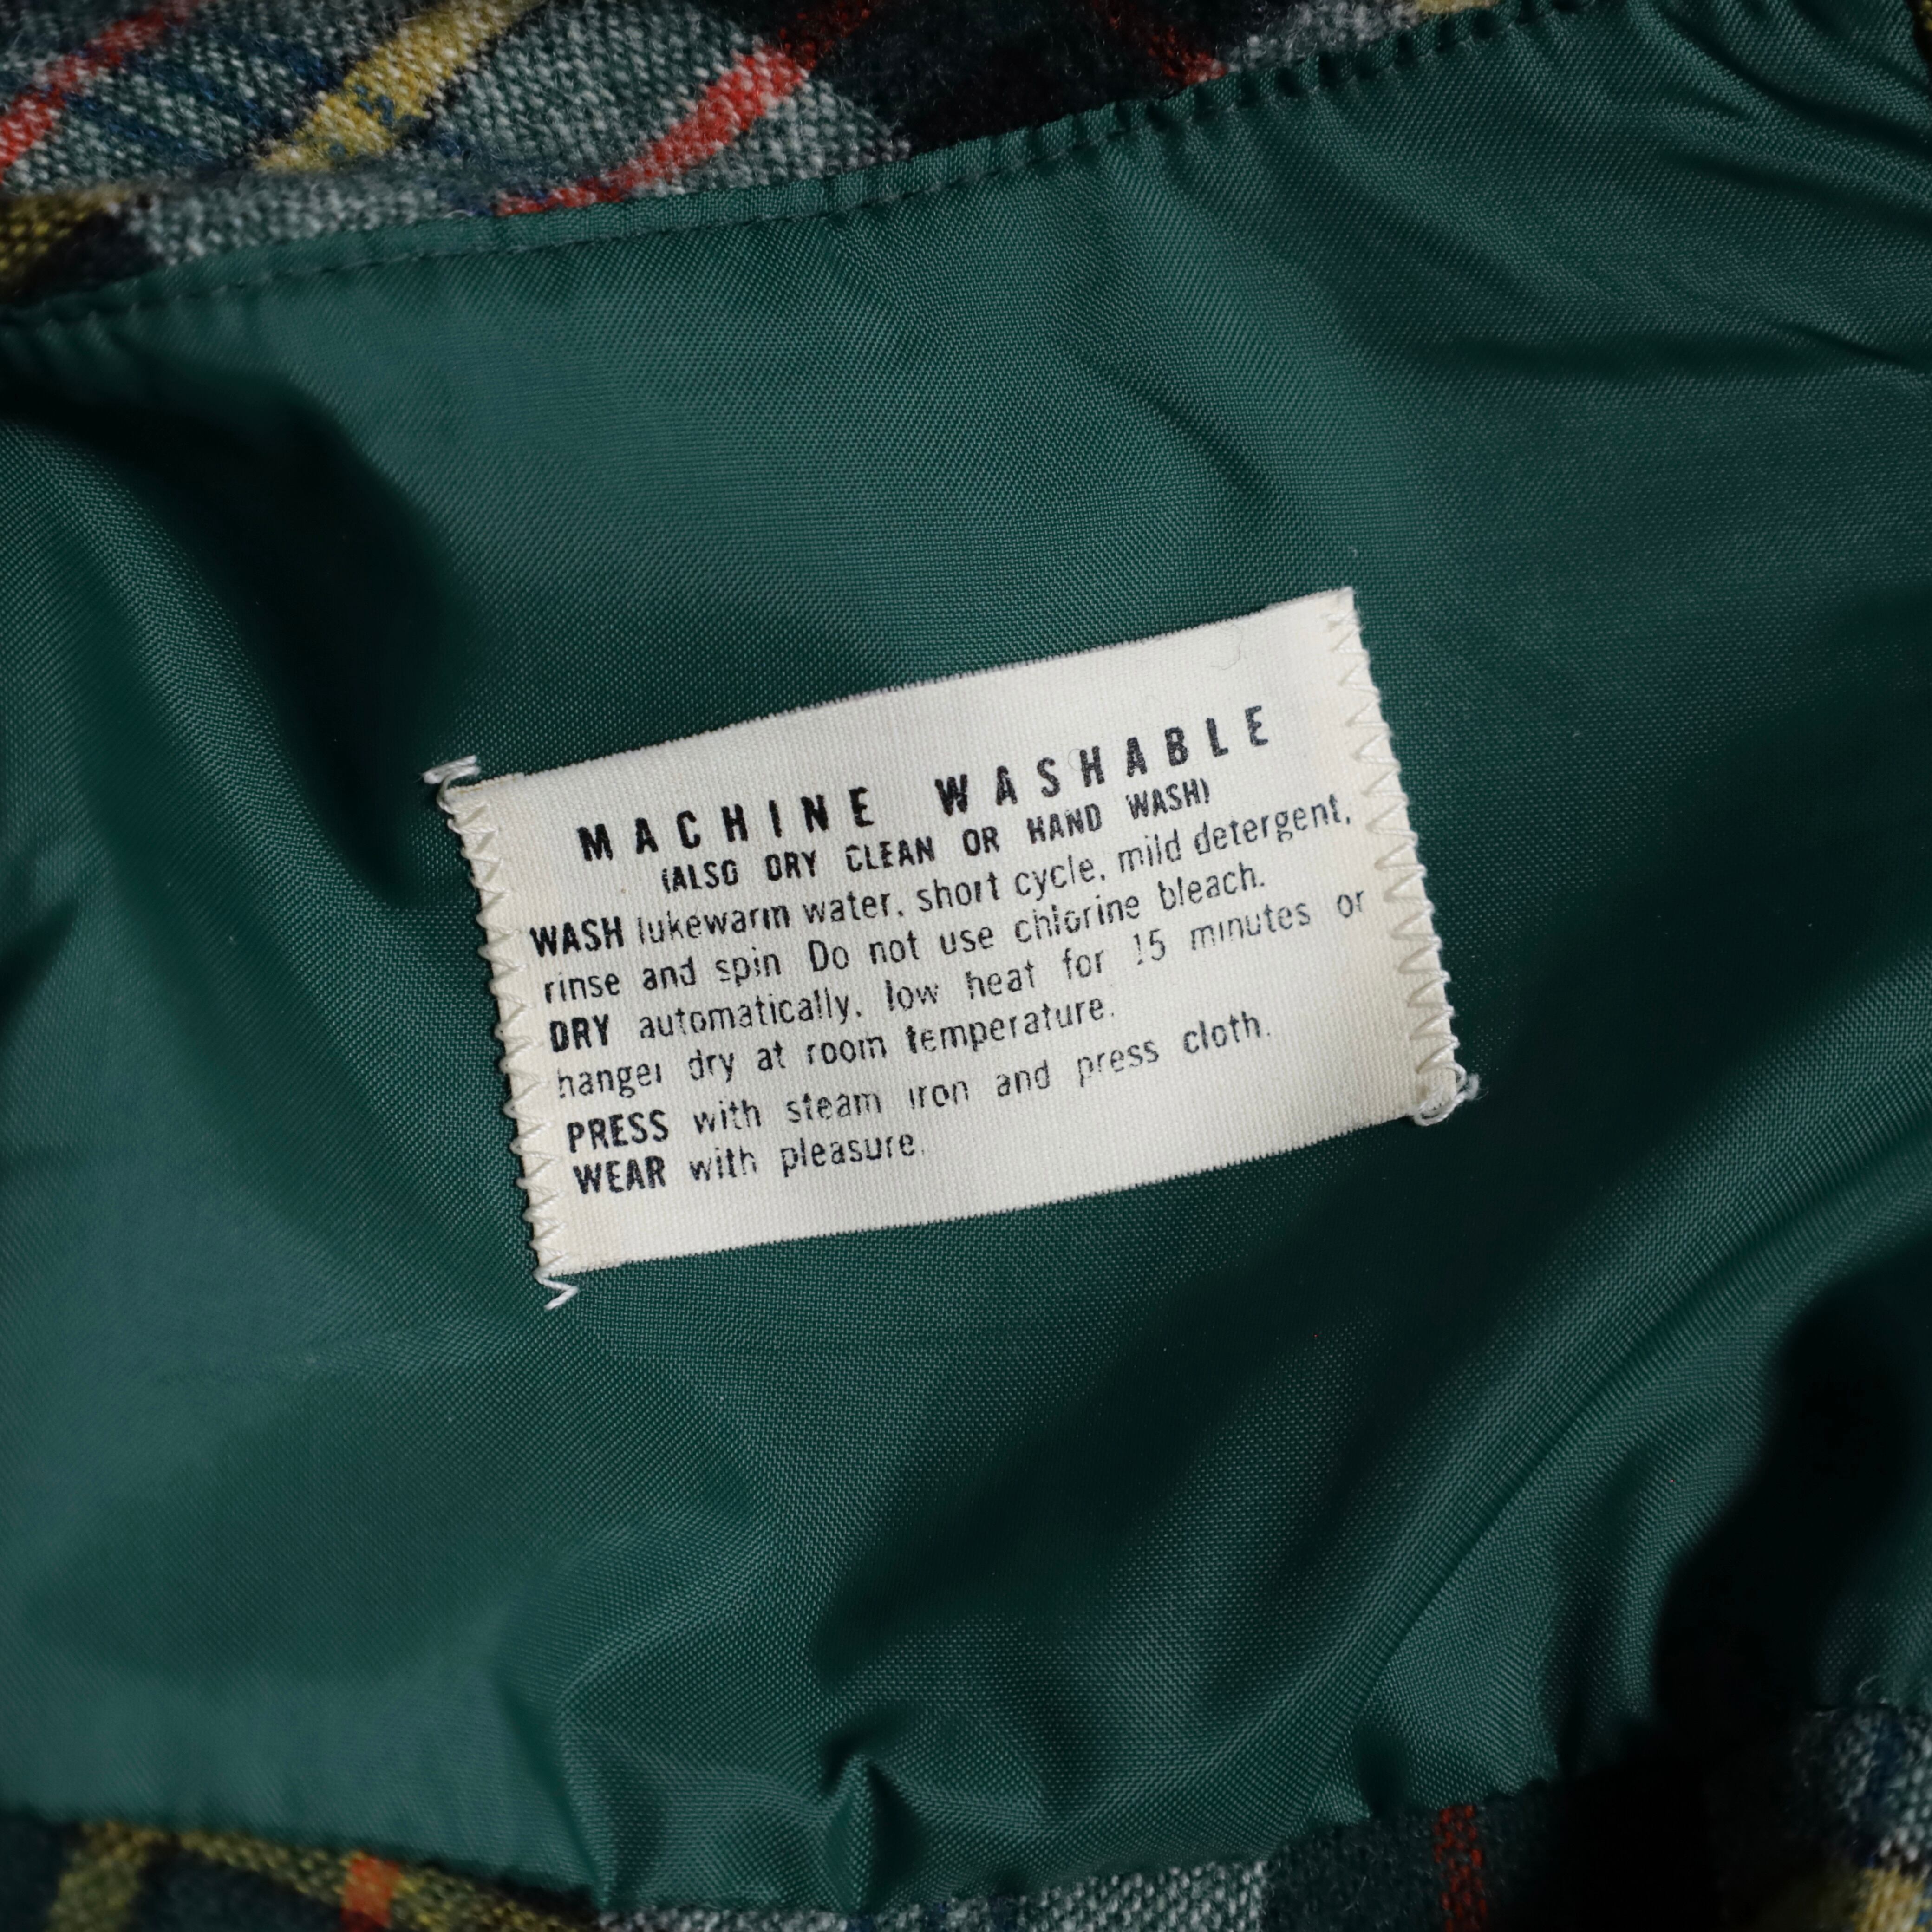 MACHINE WASHABLE
(ALSO DRY CLEAN OR HAND WASH)
WASH lukewarm water, short cycle, mild detergent,
rinse and spin Do not use chlorine bleach.
DRY automatically, low heat for 15 minutes or
hanger dry at room temperature.
PRESS with steam iron and press cloth.
WEAR with pleasure.